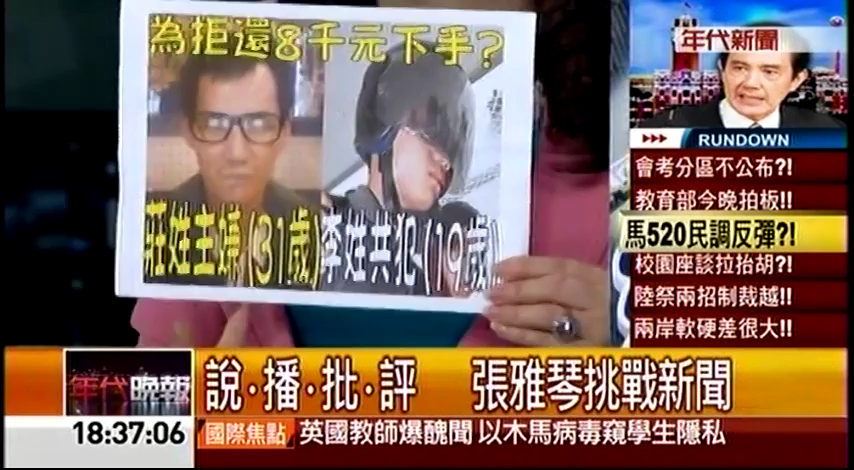 為拒還8千元下手?
莊姓主嫌(31歲)
李姓共犯(19歲)
年代新聞
RUNDOWN
會考分區不公布?!
教育部今晚拍板!!
馬520民調反彈?!
校園座談拉抬胡?!
陸祭兩招制裁越!!
兩岸軟硬差很大!!
年代晚報
說·播·批·評 張雅琴挑戰新聞
18:37:06
國際焦點 英國教師爆醜聞 以木馬病毒窺學生隱私